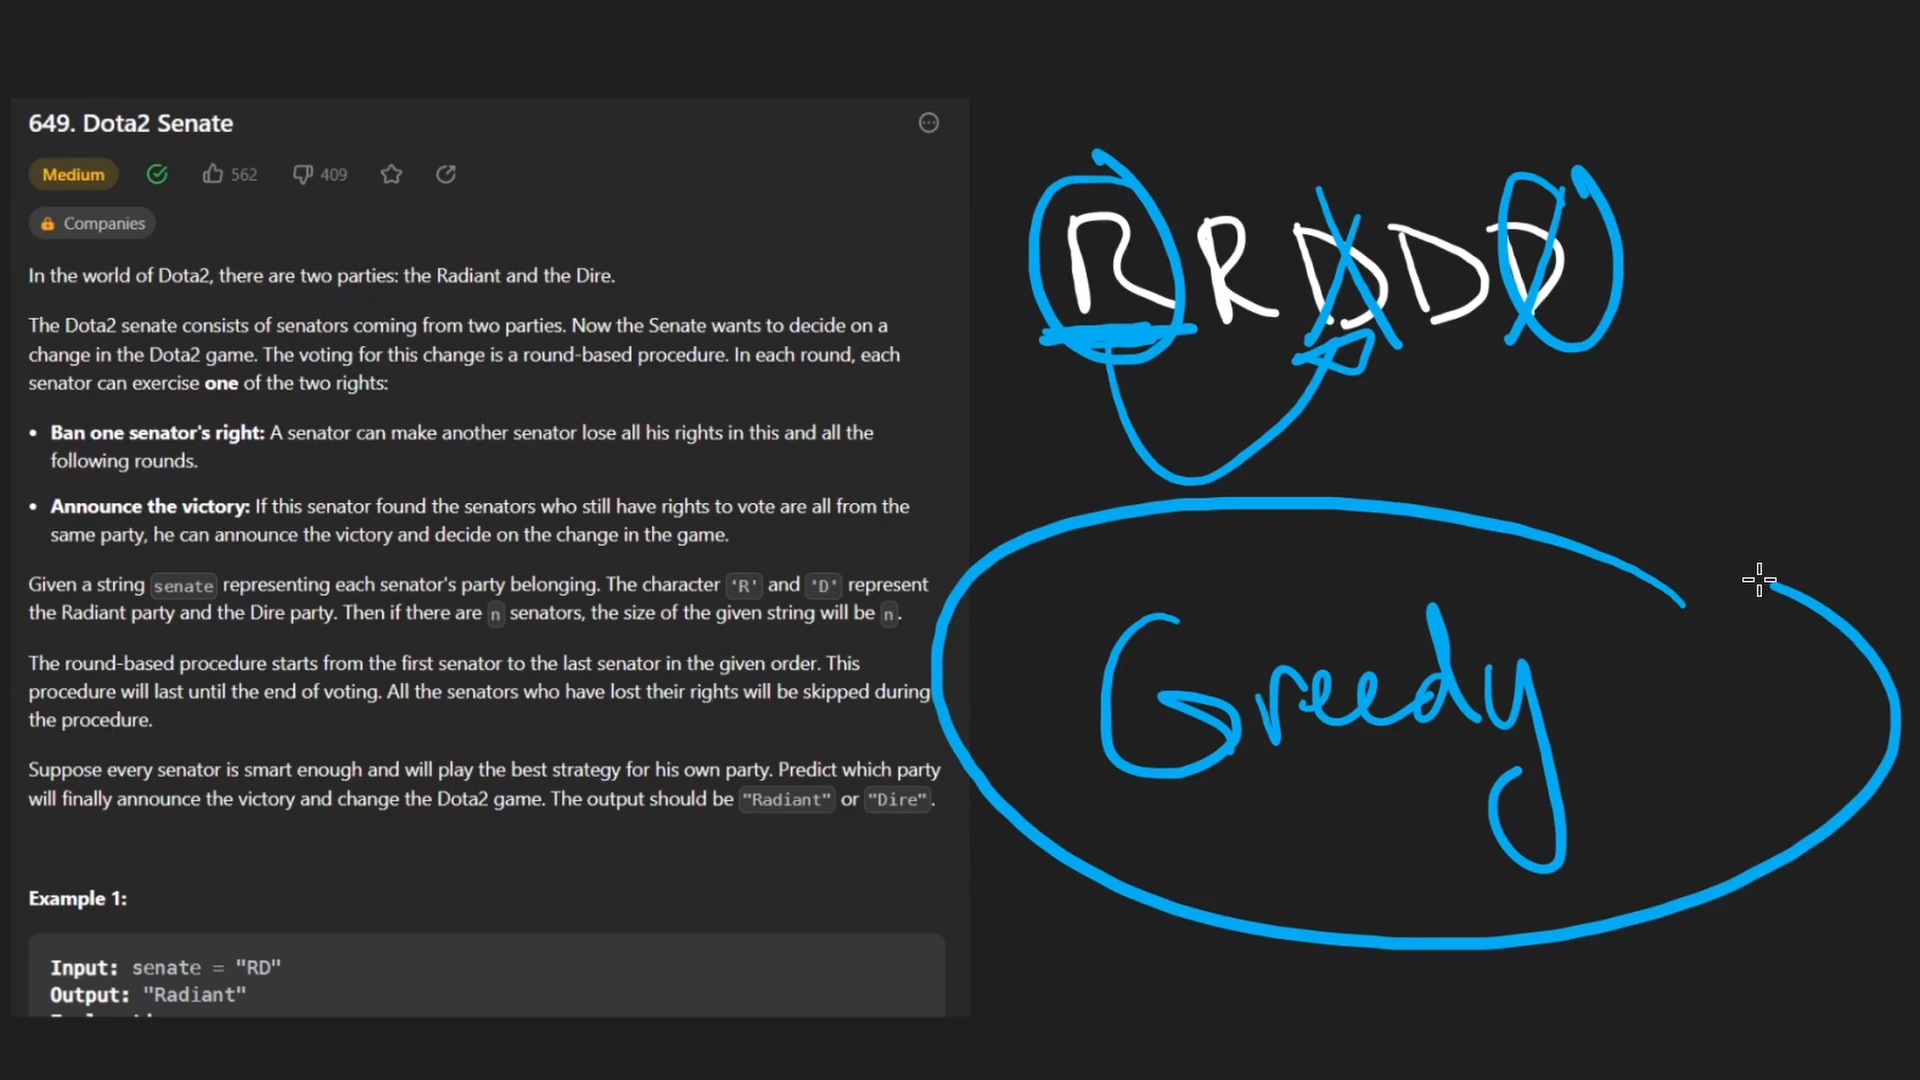 649. Dota2 Senate
Medium 562 409
Companies
In the world of Dota2, there are two parties: the Radiant and the Dire.
The Dota2 senate consists of senators coming from two parties. Now the Senate wants to decide on a
change in the Dota2 game. The voting for this change is a round-based procedure. In each round, each
senator can exercise one of the two rights:
• Ban one senator's right: A senator can make another senator lose all his rights in this and all the
following rounds.
• Announce the victory: If this senator found the senators who still have rights to vote are all from the
same party, he can announce the victory and decide on the change in the game.
Given a string senate representing each senator's party belonging. The character 'R' and 'D' represent
the Radiant party and the Dire party. Then if there are n senators, the size of the given string will be n.
The round-based procedure starts from the first senator to the last senator in the given order. This
procedure will last until the end of voting. All the senators who have lost their rights will be skipped during
the procedure.
Suppose every senator is smart enough and will play the best strategy for his own party. Predict which party
will finally announce the victory and change the Dota2 game. The output should be "Radiant" or "Dire".
Example 1:
Input: senate = "RD"
Output: "Radiant"
R R D D D
Greedy